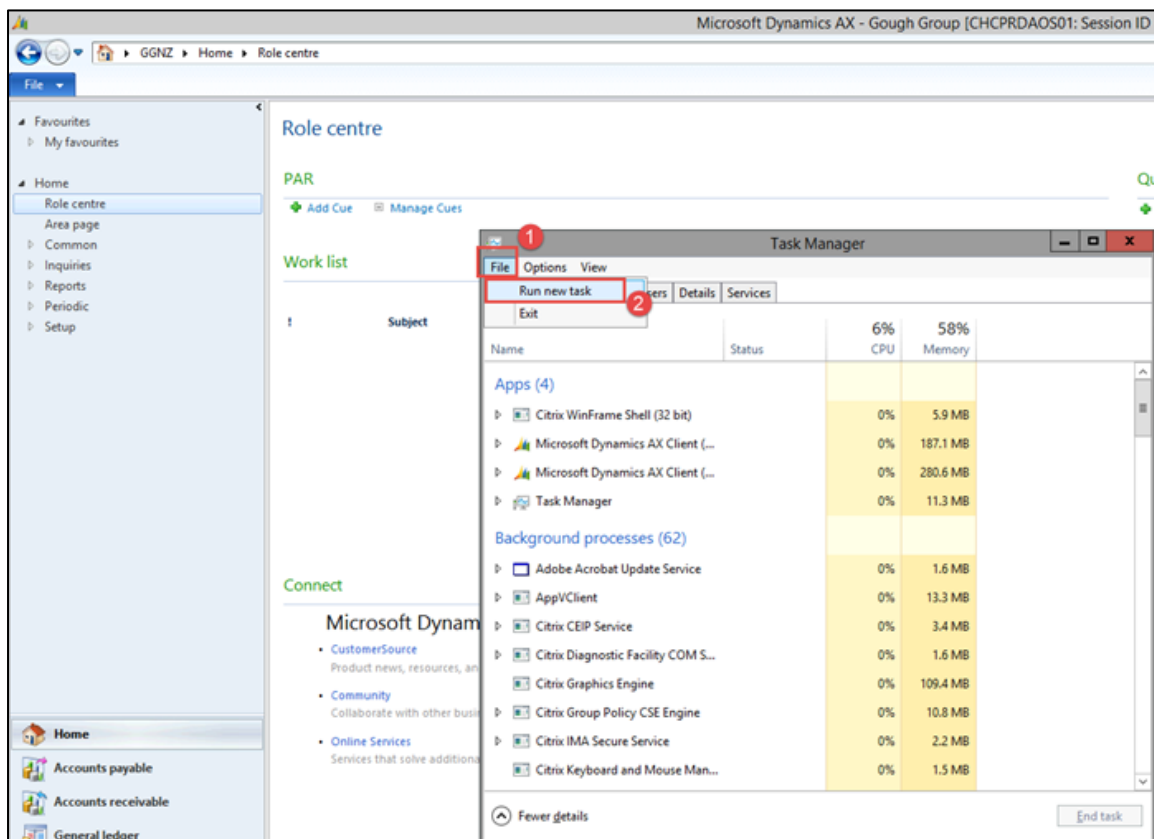 Microsoft Dynamics AX - Gough Group [CHCPRDAOS01: Session ID
GGNZ Home Role centre
File
Favourites
My favourites
Home
Role centre
Area page
Common
Inquiries
Reports
Periodic
Setup
Home
Accounts payable
Accounts receivable
General ledger
Role centre
PAR
Qu
Add Cue Manage Cues
Work list
! Subject
Connect
Microsoft Dynam
• CustomerSource
Product news, resources, an
• Community
Collaborate with other busi
• Online Services
Services that solve additiona
1
Task Manager
File Options View
Run new task
2
Exit
sers Details Services
6% 58%
Name Status CPU Memory
Apps (4)
Citrix WinFrame Shell (32 bit) 0% 5.9 MB
Microsoft Dynamics AX Client (... 0% 187.1 MB
Microsoft Dynamics AX Client (... 0% 280.6 MB
Task Manager 0% 11.3 MB
Background processes (62)
Adobe Acrobat Update Service 0% 1.6 MB
AppVClient 0% 13.3 MB
Citrix CEIP Service 0% 3.4 MB
Citrix Diagnostic Facility COM S... 0% 1.6 MB
Citrix Graphics Engine 0% 109.4 MB
Citrix Group Policy CSE Engine 0% 10.8 MB
Citrix IMA Secure Service 0% 2.2 MB
Citrix Keyboard and Mouse Man... 0% 1.5 MB
Fewer details
End task